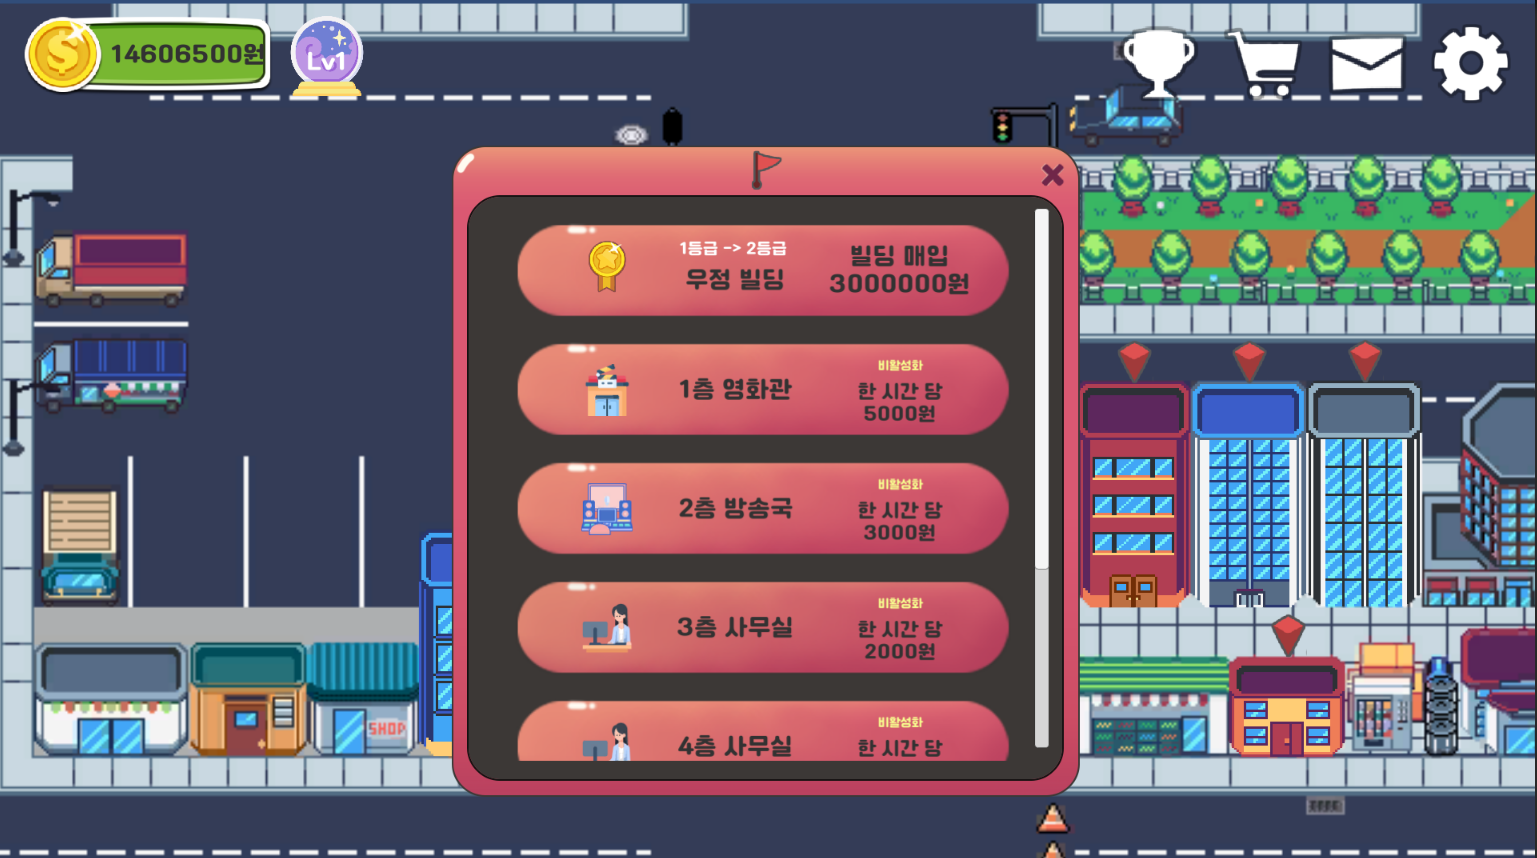 14606500원
Lv1
1등급 -> 2등급
우정 빌딩
빌딩 매입
3000000원
1층 영화관
비활성화
한 시간 당
5000원
2층 방송국
비활성화
한 시간 당
3000원
3층 사무실
비활성화
한 시간 당
2000원
4층 사무실
비활성화
한 시간 당
SHOP